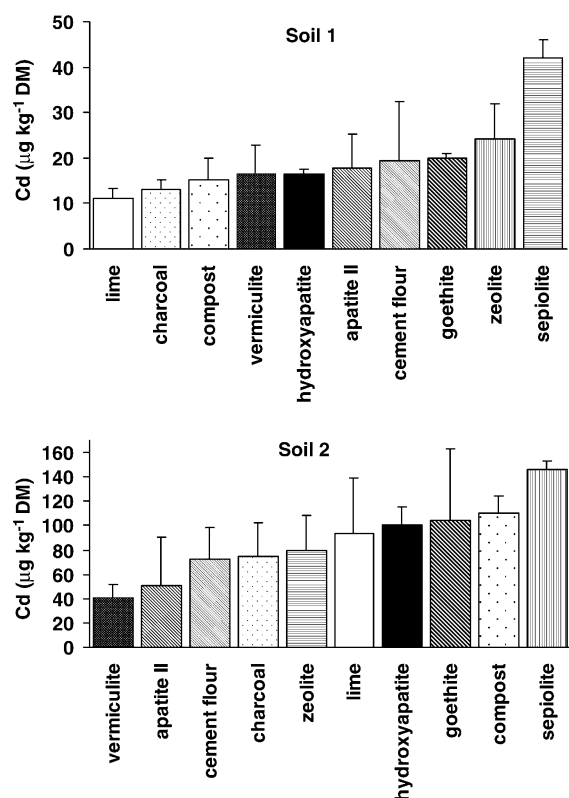 Soil 1
Cd (µg kg⁻¹ DM)
50
40
30
20
10
0
lime
charcoal
compost
vermiculite
hydroxyapatite
apatite II
cement flour
goethite
zeolite
sepiolite
Soil 2
Cd (µg kg⁻¹ DM)
160
140
120
100
80
60
40
20
0
vermiculite
apatite II
cement flour
charcoal
zeolite
lime
hydroxyapatite
goethite
compost
sepiolite